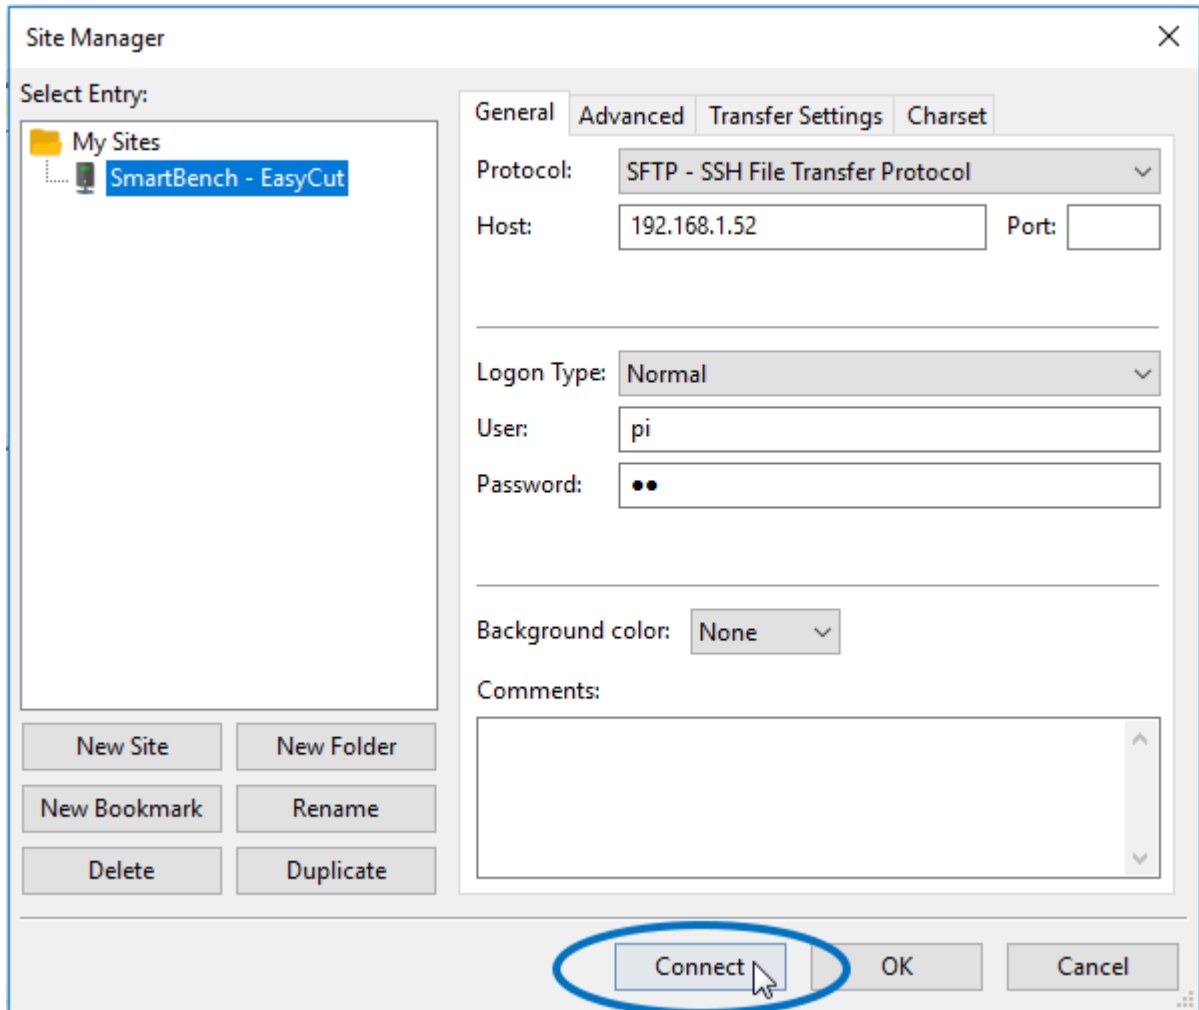 Site Manager
Select Entry:
My Sites
SmartBench - EasyCut
New Site
New Folder
New Bookmark
Rename
Delete
Duplicate
General
Advanced
Transfer Settings
Charset
Protocol:
SFTP - SSH File Transfer Protocol
Host:
192.168.1.52
Port:
Logon Type:
Normal
User:
pi
Password:
●●
Background color:
None
Comments:
Connect
OK
Cancel